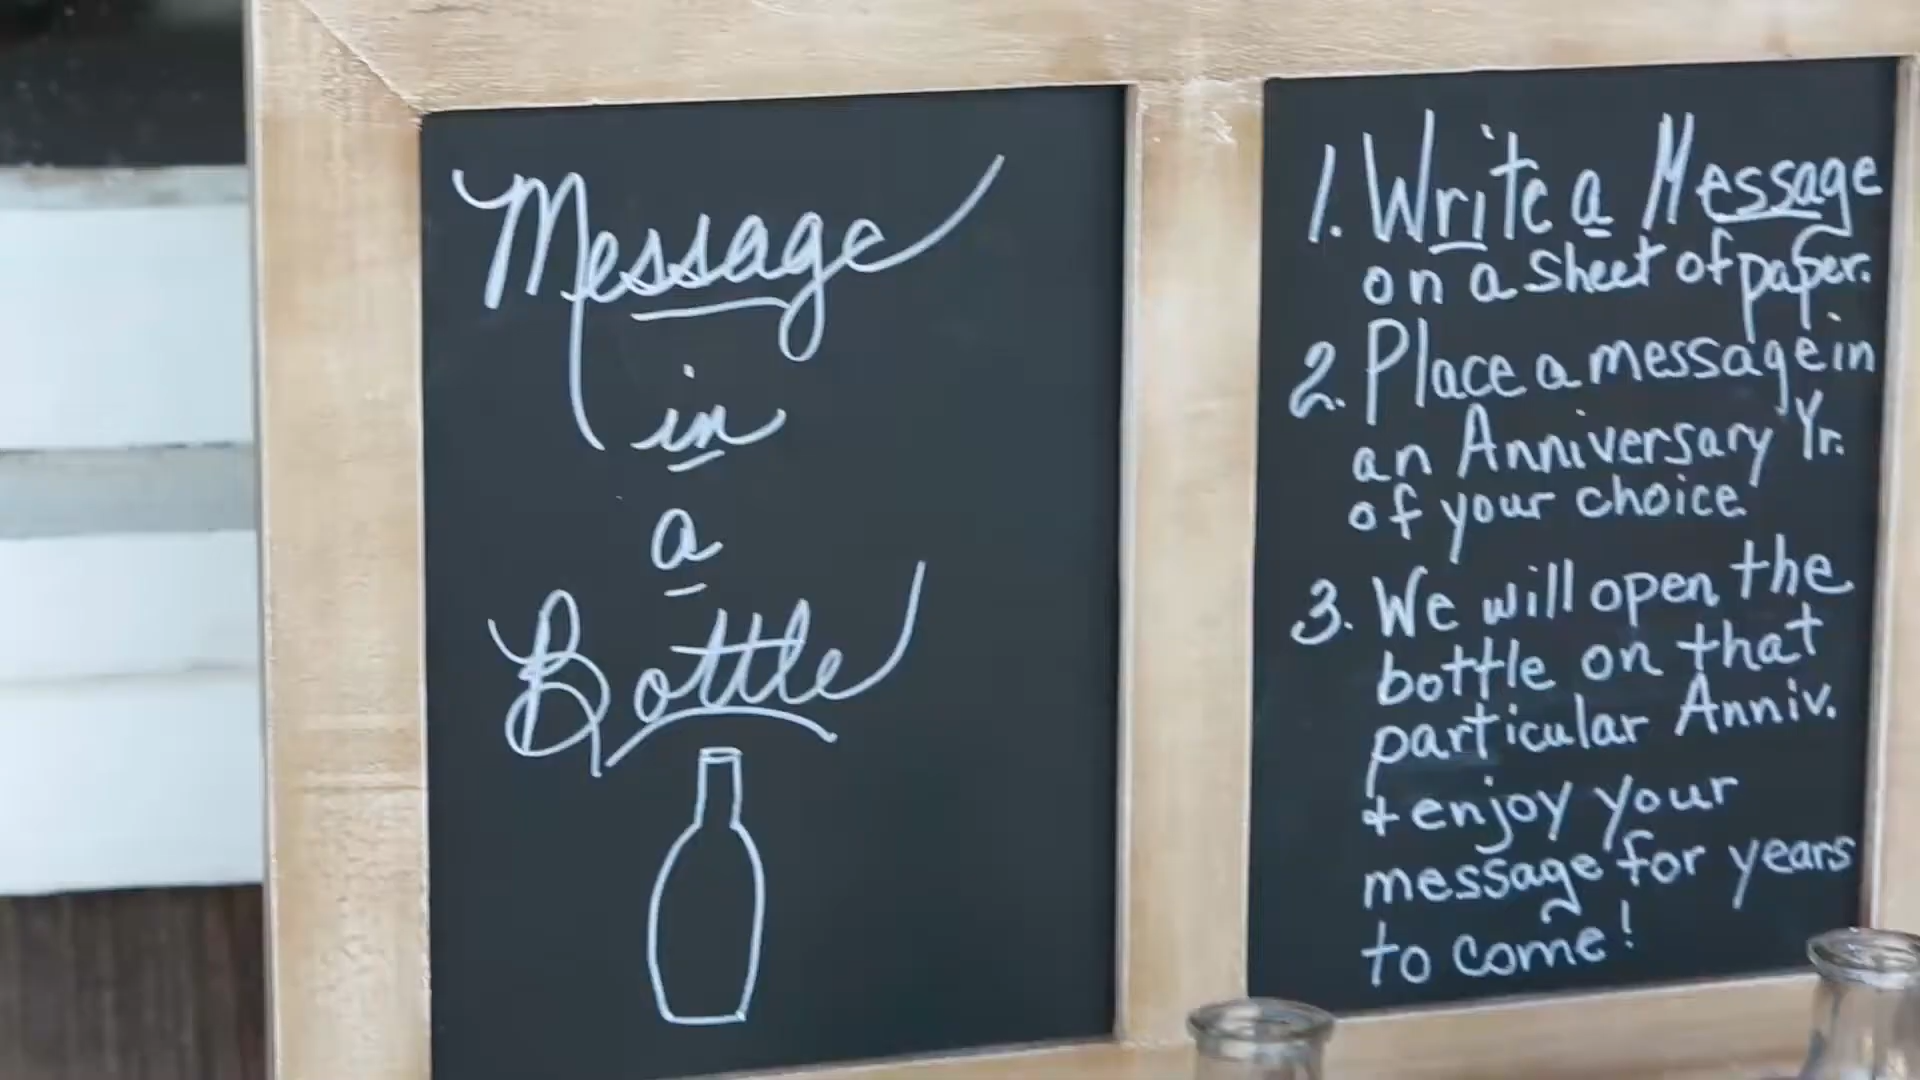 Message
in
a
Bottle
1. Write a Message
on a sheet of paper.
2. Place a message in
an Anniversary Yr.
of your choice.
3. We will open the
bottle on that
particular Anniv.
+ enjoy your
message for years
to come!